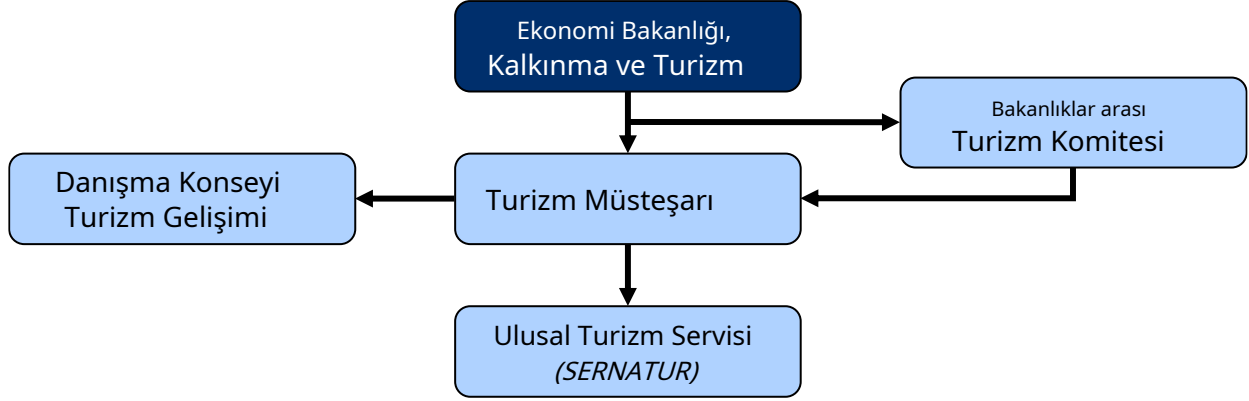 Ekonomi Bakanlığı,
Kalkınma ve Turizm
Bakanlıklar arası
Turizm Komitesi
Danışma Konseyi
Turizm Gelişimi
Turizm Müsteşarı
Ulusal Turizm Servisi
(SERNATUR)